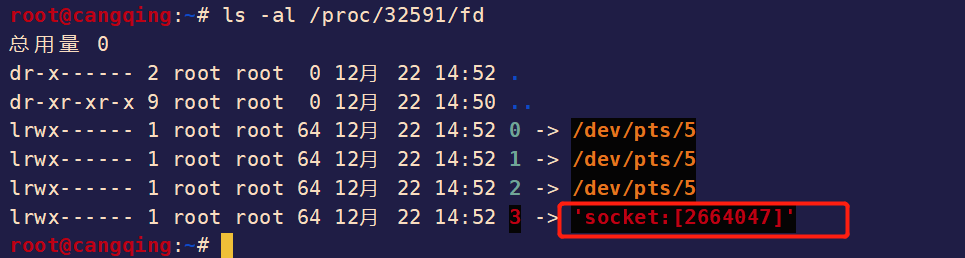 root@cangqing:~# ls -al /proc/32591/fd
总用量 0
dr-x------ 2 root root  0 12月  22 14:52 .
dr-xr-xr-x 9 root root  0 12月  22 14:50 ..
lrwx------ 1 root root 64 12月  22 14:52 0 -> /dev/pts/5
lrwx------ 1 root root 64 12月  22 14:52 1 -> /dev/pts/5
lrwx------ 1 root root 64 12月  22 14:52 2 -> /dev/pts/5
lrwx------ 1 root root 64 12月  22 14:52 3 -> 'socket:[2664047]'
root@cangqing:~#